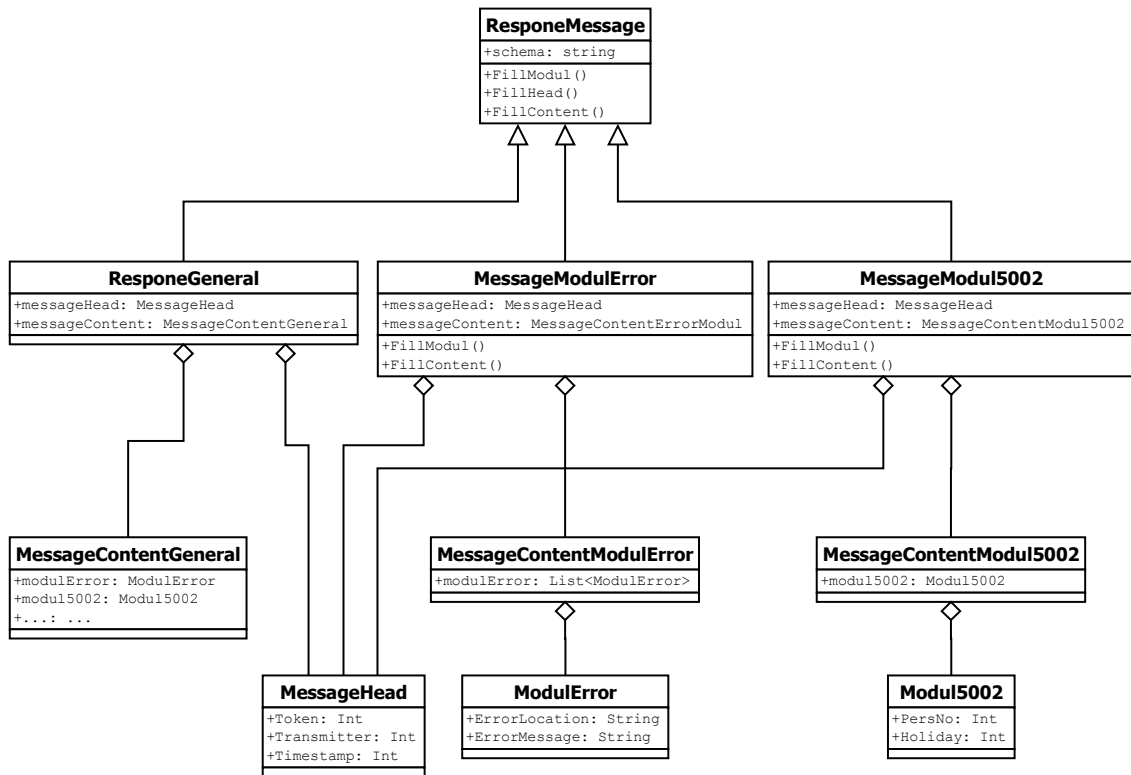 ResponeMessage
+schema: string
+FillModul()
+FillHead()
+FillContent()
ResponeGeneral
+messageHead: MessageHead
+messageContent: MessageContentGeneral
MessageModulError
+messageHead: MessageHead
+messageContent: MessageContentErrorModul
+FillModul()
+FillContent()
MessageModul5002
+messageHead: MessageHead
+messageContent: MessageContentModul5002
+FillModul()
+FillContent()
MessageContentGeneral
+modulError: ModulError
+modul5002: Modul5002
+...: ...
MessageContentModulError
+modulError: List<ModulError>
MessageContentModul5002
+modul5002: Modul5002
MessageHead
+Token: Int
+Transmitter: Int
+Timestamp: Int
ModulError
+ErrorLocation: String
+ErrorMessage: String
Modul5002
+PersNo: Int
+Holiday: Int